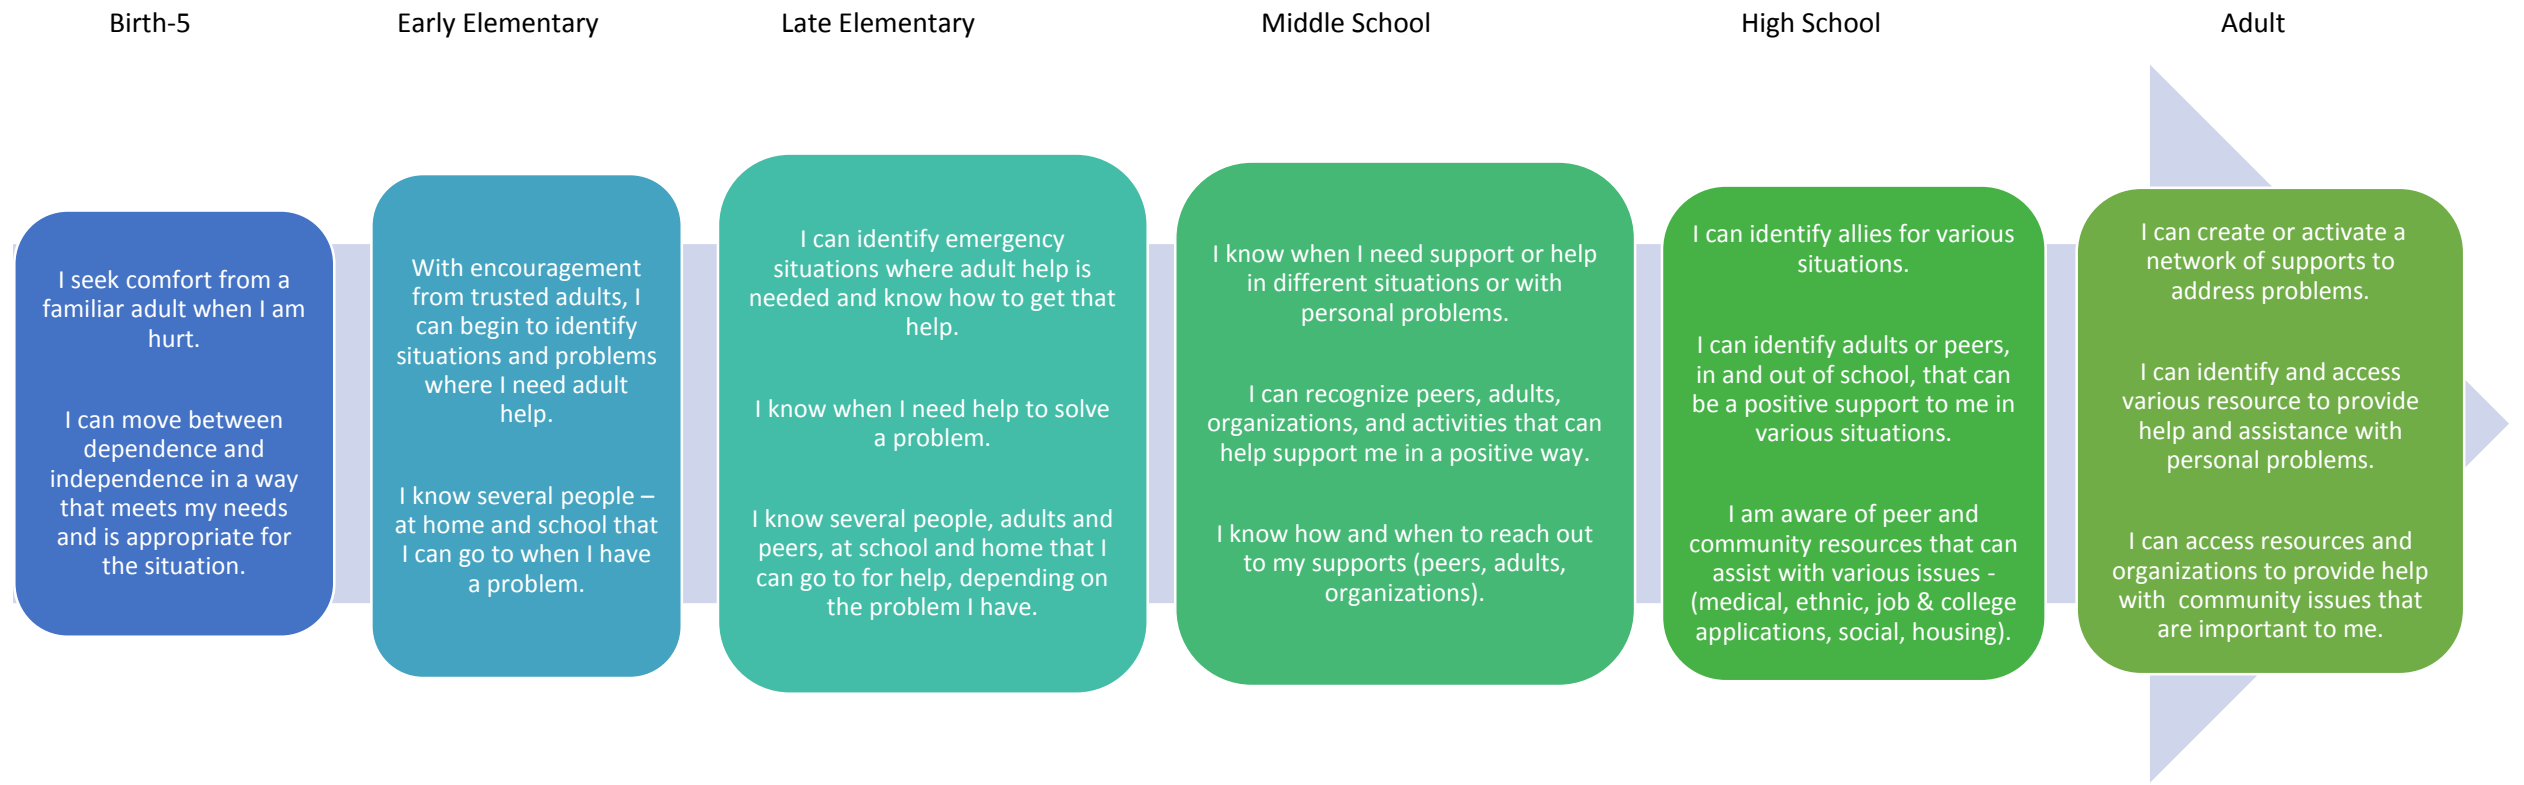 Birth-5
Early Elementary
Late Elementary
Middle School
High School
Adult
I seek comfort from a
familiar adult when I am
hurt.
I can move between
dependence and
independence in a way
that meets my needs
and is appropriate for
the situation.
With encouragement
from trusted adults, I
can begin to identify
situations and problems
where I need adult
help.
I know several people –
at home and school that
I can go to when I have
a problem.
I can identify emergency
situations where adult help is
needed and know how to get that
help.
I know when I need help to solve
a problem.
I know several people, adults and
peers, at school and home that I
can go to for help, depending on
the problem I have.
I know when I need support or help
in different situations or with
personal problems.
I can recognize peers, adults,
organizations, and activities that can
help support me in a positive way.
I know how and when to reach out
to my supports (peers, adults,
organizations).
I can identify allies for various
situations.
I can identify adults or peers,
in and out of school, that can
be a positive support to me in
various situations.
I am aware of peer and
community resources that can
assist with various issues -
(medical, ethnic, job & college
applications, social, housing).
I can create or activate a
network of supports to
address problems.
I can identify and access
various resource to provide
help and assistance with
personal problems.
I can access resources and
organizations to provide help
with  community issues that
are important to me.